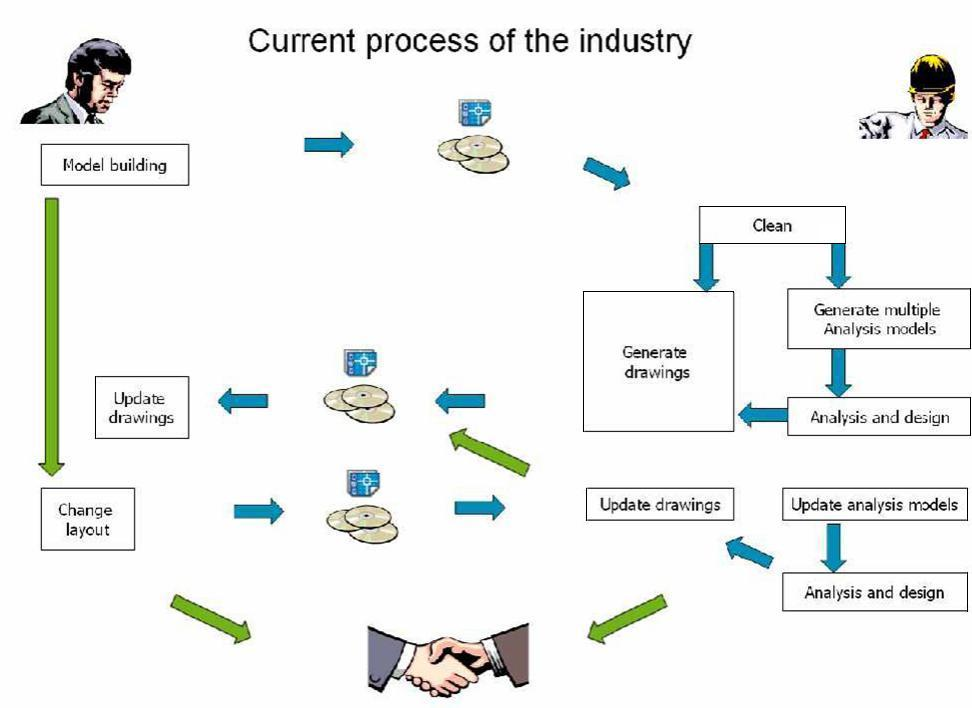 Current process of the industry
Model building
Clean
Generate multiple
Analysis models
Generate
drawings
Update
drawings
Analysis and design
Change
layout
Update drawings
Update analysis models
Analysis and design